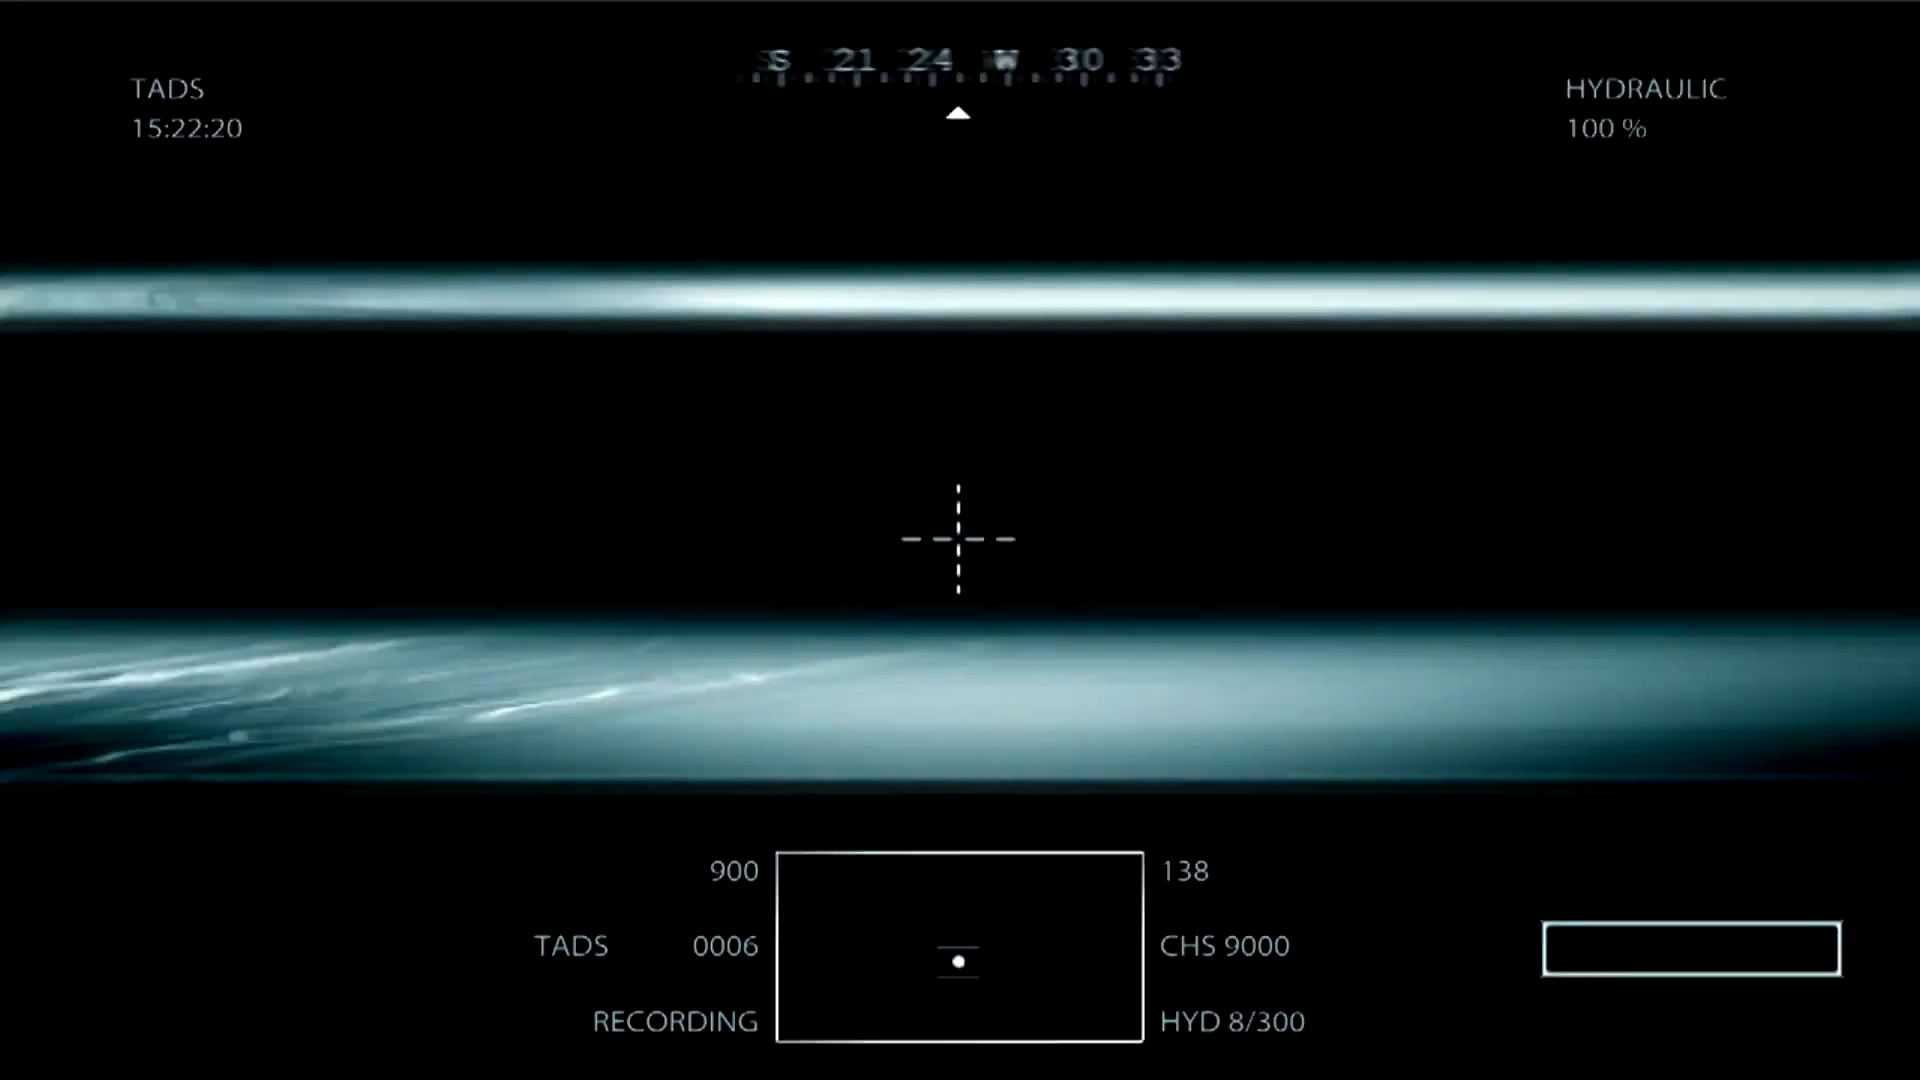 S 21 24 W 30 33
TADS
15:22:20
HYDRAULIC
100 %
900
138
TADS 0006
CHS 9000
RECORDING
HYD 8/300